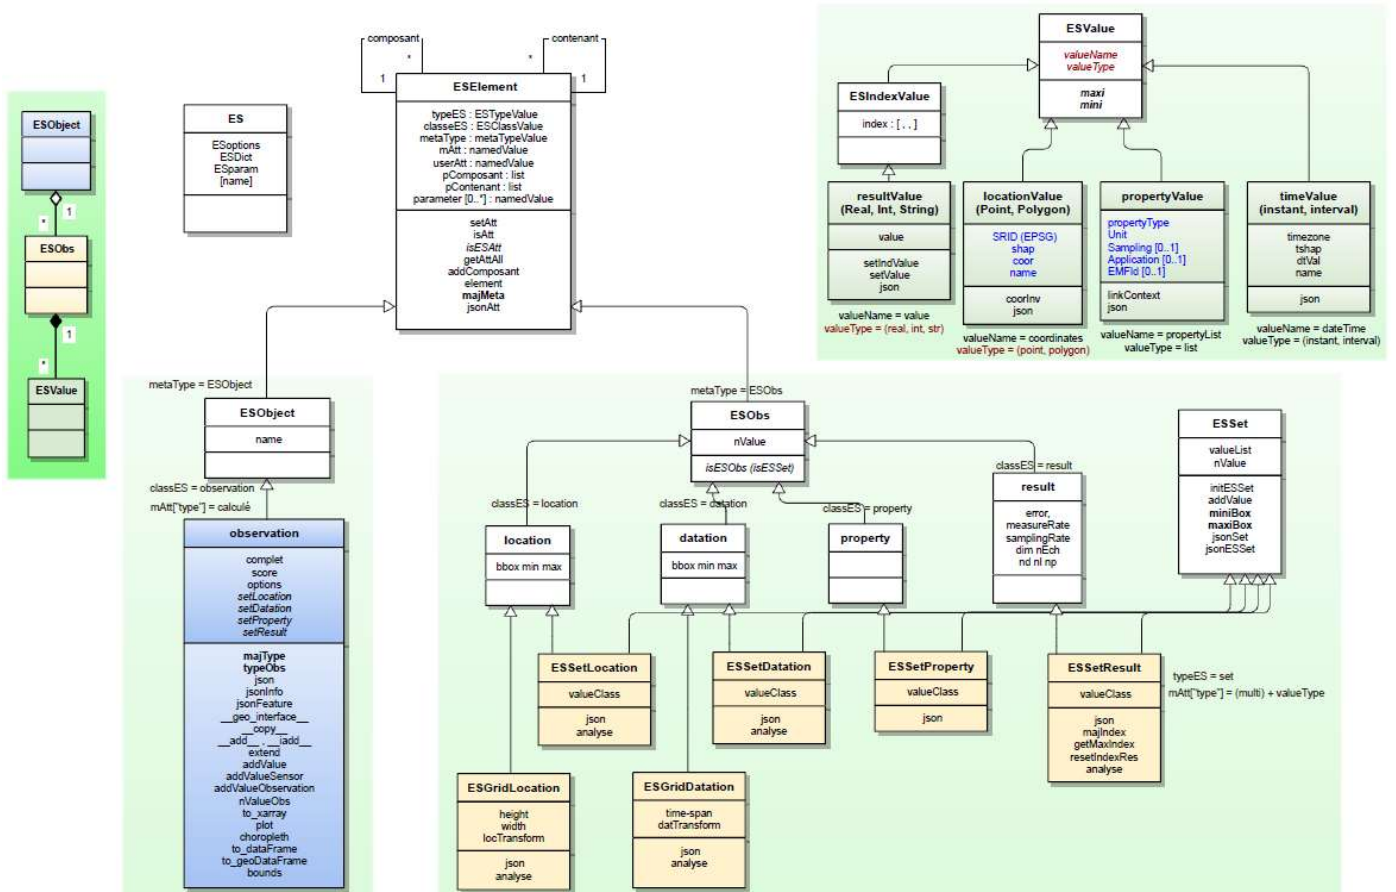 ESObject
1
*
ESObs
1
*
ESValue
ES
ESoptions
ESDict
ESparam
[name]
composant
*
1
contenant
*
1
ESElement
typeES : ESTypeValue
classeES : ESClassValue
metaType : metaTypeValue
mAtt : namedValue
userAtt : namedValue
pComposant : list
pContenant : list
parameter [0..*] : namedValue
setAtt
isAtt
isESAtt
getAttAll
addComposant
element
majMeta
jsonAtt
ESValue
valueName
valueType
maxi
mini
ESIndexValue
index : [ , , ]
resultValue
(Real, Int, String)
value
setIndValue
setValue
json
valueName = value
valueType = (real, int, str)
locationValue
(Point, Polygon)
SRID (EPSG)
shap
coor
name
coorInv
json
valueName = coordinates
valueType = (point, polygon)
propertyValue
propertyType
Unit
Sampling [0..1]
Application [0..1]
EMFId [0..1]
linkContext
json
valueName = propertyList
valueType = list
timeValue
(instant, interval)
timezone
tshap
dtVal
name
json
valueName = dateTime
valueType = (instant, interval)
metaType = ESObject
ESObject
name
classES = observation
mAtt["type"] = calculé
observation
complet
score
options
setLocation
setDatation
setProperty
setResult
majType
typeObs
json
jsonInfo
jsonFeature
__geo_interface__
__copy__
__add__ , __iadd__
extend
addValue
addValueSensor
addValueObservation
nValueObs
to_xarray
plot
choropleth
to_dataFrame
to_geoDataFrame
bounds
metaType = ESObs
ESObs
nValue
isESObs (isESSet)
classES = location
location
bbox min max
classES = datation
datation
bbox min max
classES = property
property
classES = result
result
error,
measureRate
samplingRate
dim nEch
nd nl np
ESSet
valueList
nValue
initESSet
addValue
miniBox
maxiBox
jsonSet
jsonESSet
ESSetLocation
valueClass
json
analyse
ESSetDatation
valueClass
json
analyse
ESSetProperty
valueClass
json
ESSetResult
valueClass
json
majIndex
getMaxIndex
resetIndexRes
analyse
typeES = set
mAtt["type"] = (multi) + valueType
ESGridLocation
height
width
locTransform
json
analyse
ESGridDatation
time-span
datTransform
json
analyse